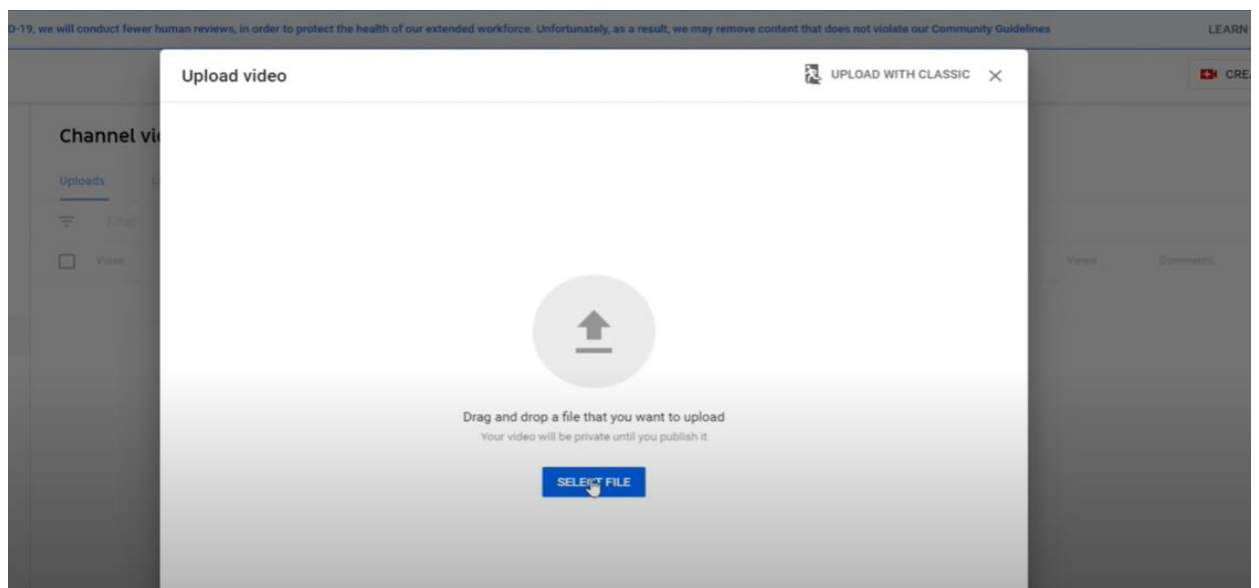 D-19, we will conduct fewer human reviews, in order to protect the health of our extended workforce. Unfortunately, as a result, we may remove content that does not violate our Community Guidelines LEARN
Upload video UPLOAD WITH CLASSIC
CREA
Channel vi
Uploads L
Filter
Video Views Comments
Drag and drop a file that you want to upload
Your video will be private until you publish it
SELECT FILE